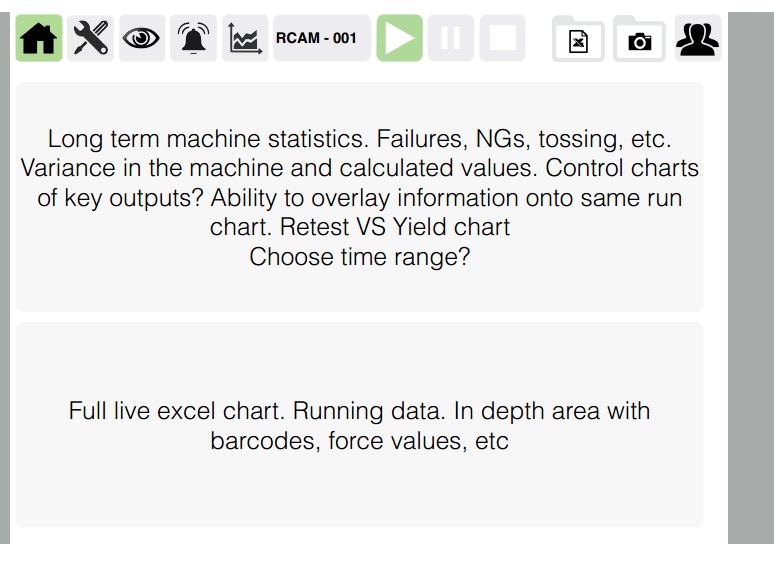 RCAM - 001
Long term machine statistics. Failures, NGs, tossing, etc.
Variance in the machine and calculated values. Control charts
of key outputs? Ability to overlay information onto same run
chart. Retest VS Yield chart
Choose time range?
Full live excel chart. Running data. In depth area with
barcodes, force values, etc